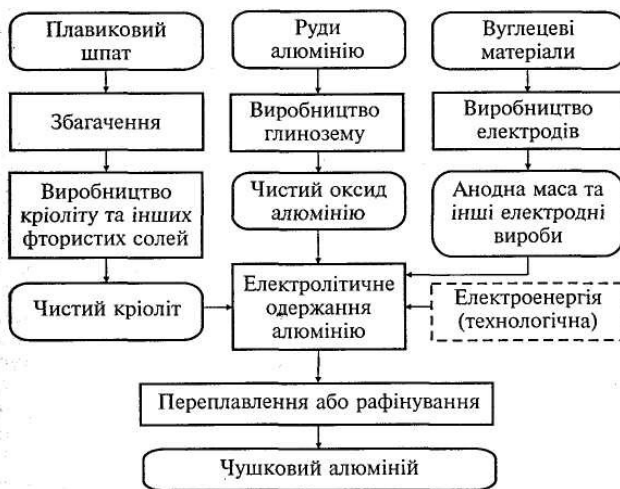 Плавиковий
шпат
Руди
алюмінію
Вуглецеві
матеріали
Збагачення
Виробництво
глинозему
Виробництво
електродів
Виробництво
кріоліту та інших
фтористих солей
Чистий оксид
алюмінію
Анодна маса та
інші електродні
вироби
Чистий кріоліт
Електролітичне
одержання
алюмінію
Електроенергія
(технологічна)
Переплавлення або рафінування
Чушковий алюміній